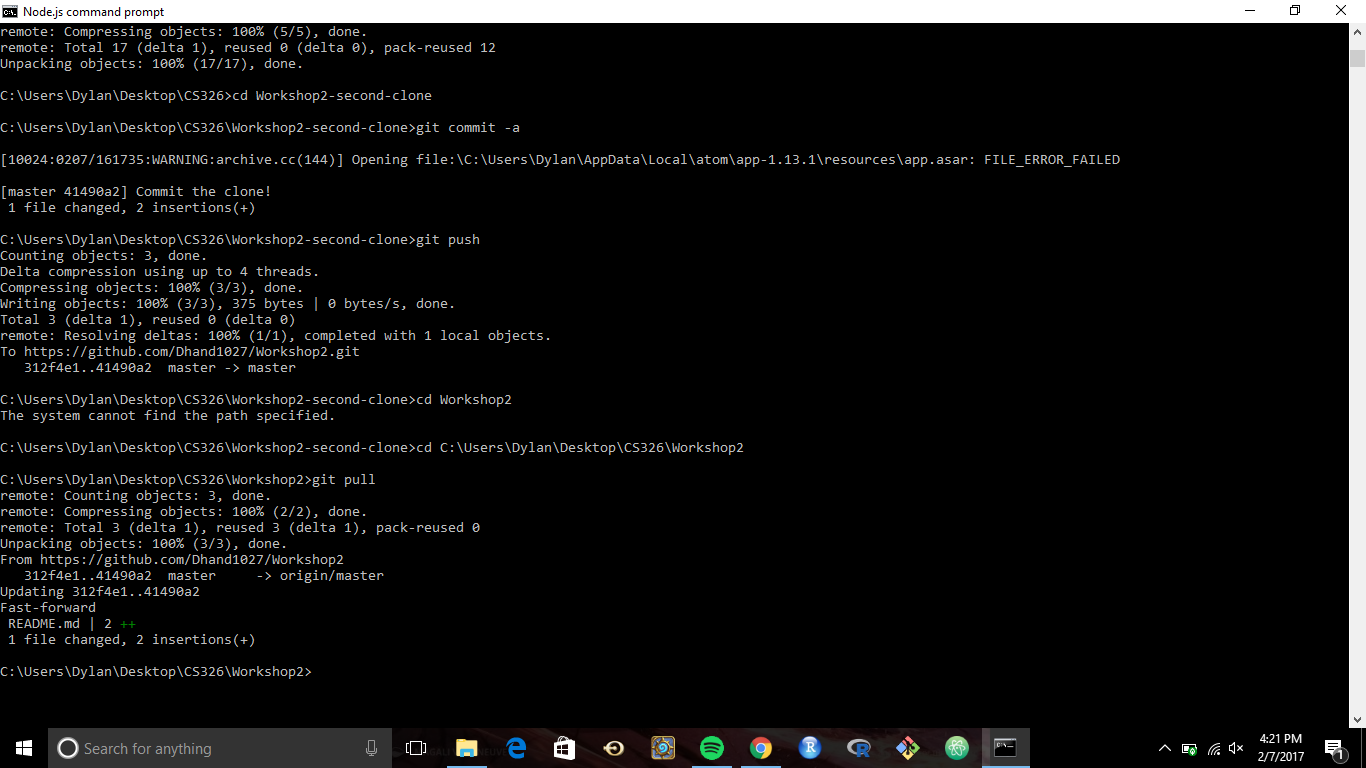 Node.js command prompt
remote: Compressing objects: 100% (5/5), done.
remote: Total 17 (delta 1), reused 0 (delta 0), pack-reused 12
Unpacking objects: 100% (17/17), done.
C:\Users\Dylan\Desktop\CS326>cd Workshop2-second-clone
C:\Users\Dylan\Desktop\CS326\Workshop2-second-clone>git commit -a
[10024:0207/161735:WARNING:archive.cc(144)] Opening file:\C:\Users\Dylan\AppData\Local\atom\app-1.13.1\resources\app.asar: FILE_ERROR_FAILED
[master 41490a2] Commit the clone!
 1 file changed, 2 insertions(+)
C:\Users\Dylan\Desktop\CS326\Workshop2-second-clone>git push
Counting objects: 3, done.
Delta compression using up to 4 threads.
Compressing objects: 100% (3/3), done.
Writing objects: 100% (3/3), 375 bytes | 0 bytes/s, done.
Total 3 (delta 1), reused 0 (delta 0)
remote: Resolving deltas: 100% (1/1), completed with 1 local objects.
To https://github.com/Dhand1027/Workshop2.git
   312f4e1..41490a2  master -> master
C:\Users\Dylan\Desktop\CS326\Workshop2-second-clone>cd Workshop2
The system cannot find the path specified.
C:\Users\Dylan\Desktop\CS326\Workshop2-second-clone>cd C:\Users\Dylan\Desktop\CS326\Workshop2
C:\Users\Dylan\Desktop\CS326\Workshop2>git pull
remote: Counting objects: 3, done.
remote: Compressing objects: 100% (2/2), done.
remote: Total 3 (delta 1), reused 3 (delta 1), pack-reused 0
Unpacking objects: 100% (3/3), done.
From https://github.com/Dhand1027/Workshop2
   312f4e1..41490a2  master     -> origin/master
Updating 312f4e1..41490a2
Fast-forward
 README.md | 2 ++
 1 file changed, 2 insertions(+)
C:\Users\Dylan\Desktop\CS326\Workshop2>
Search for anything
4:21 PM
2/7/2017
1